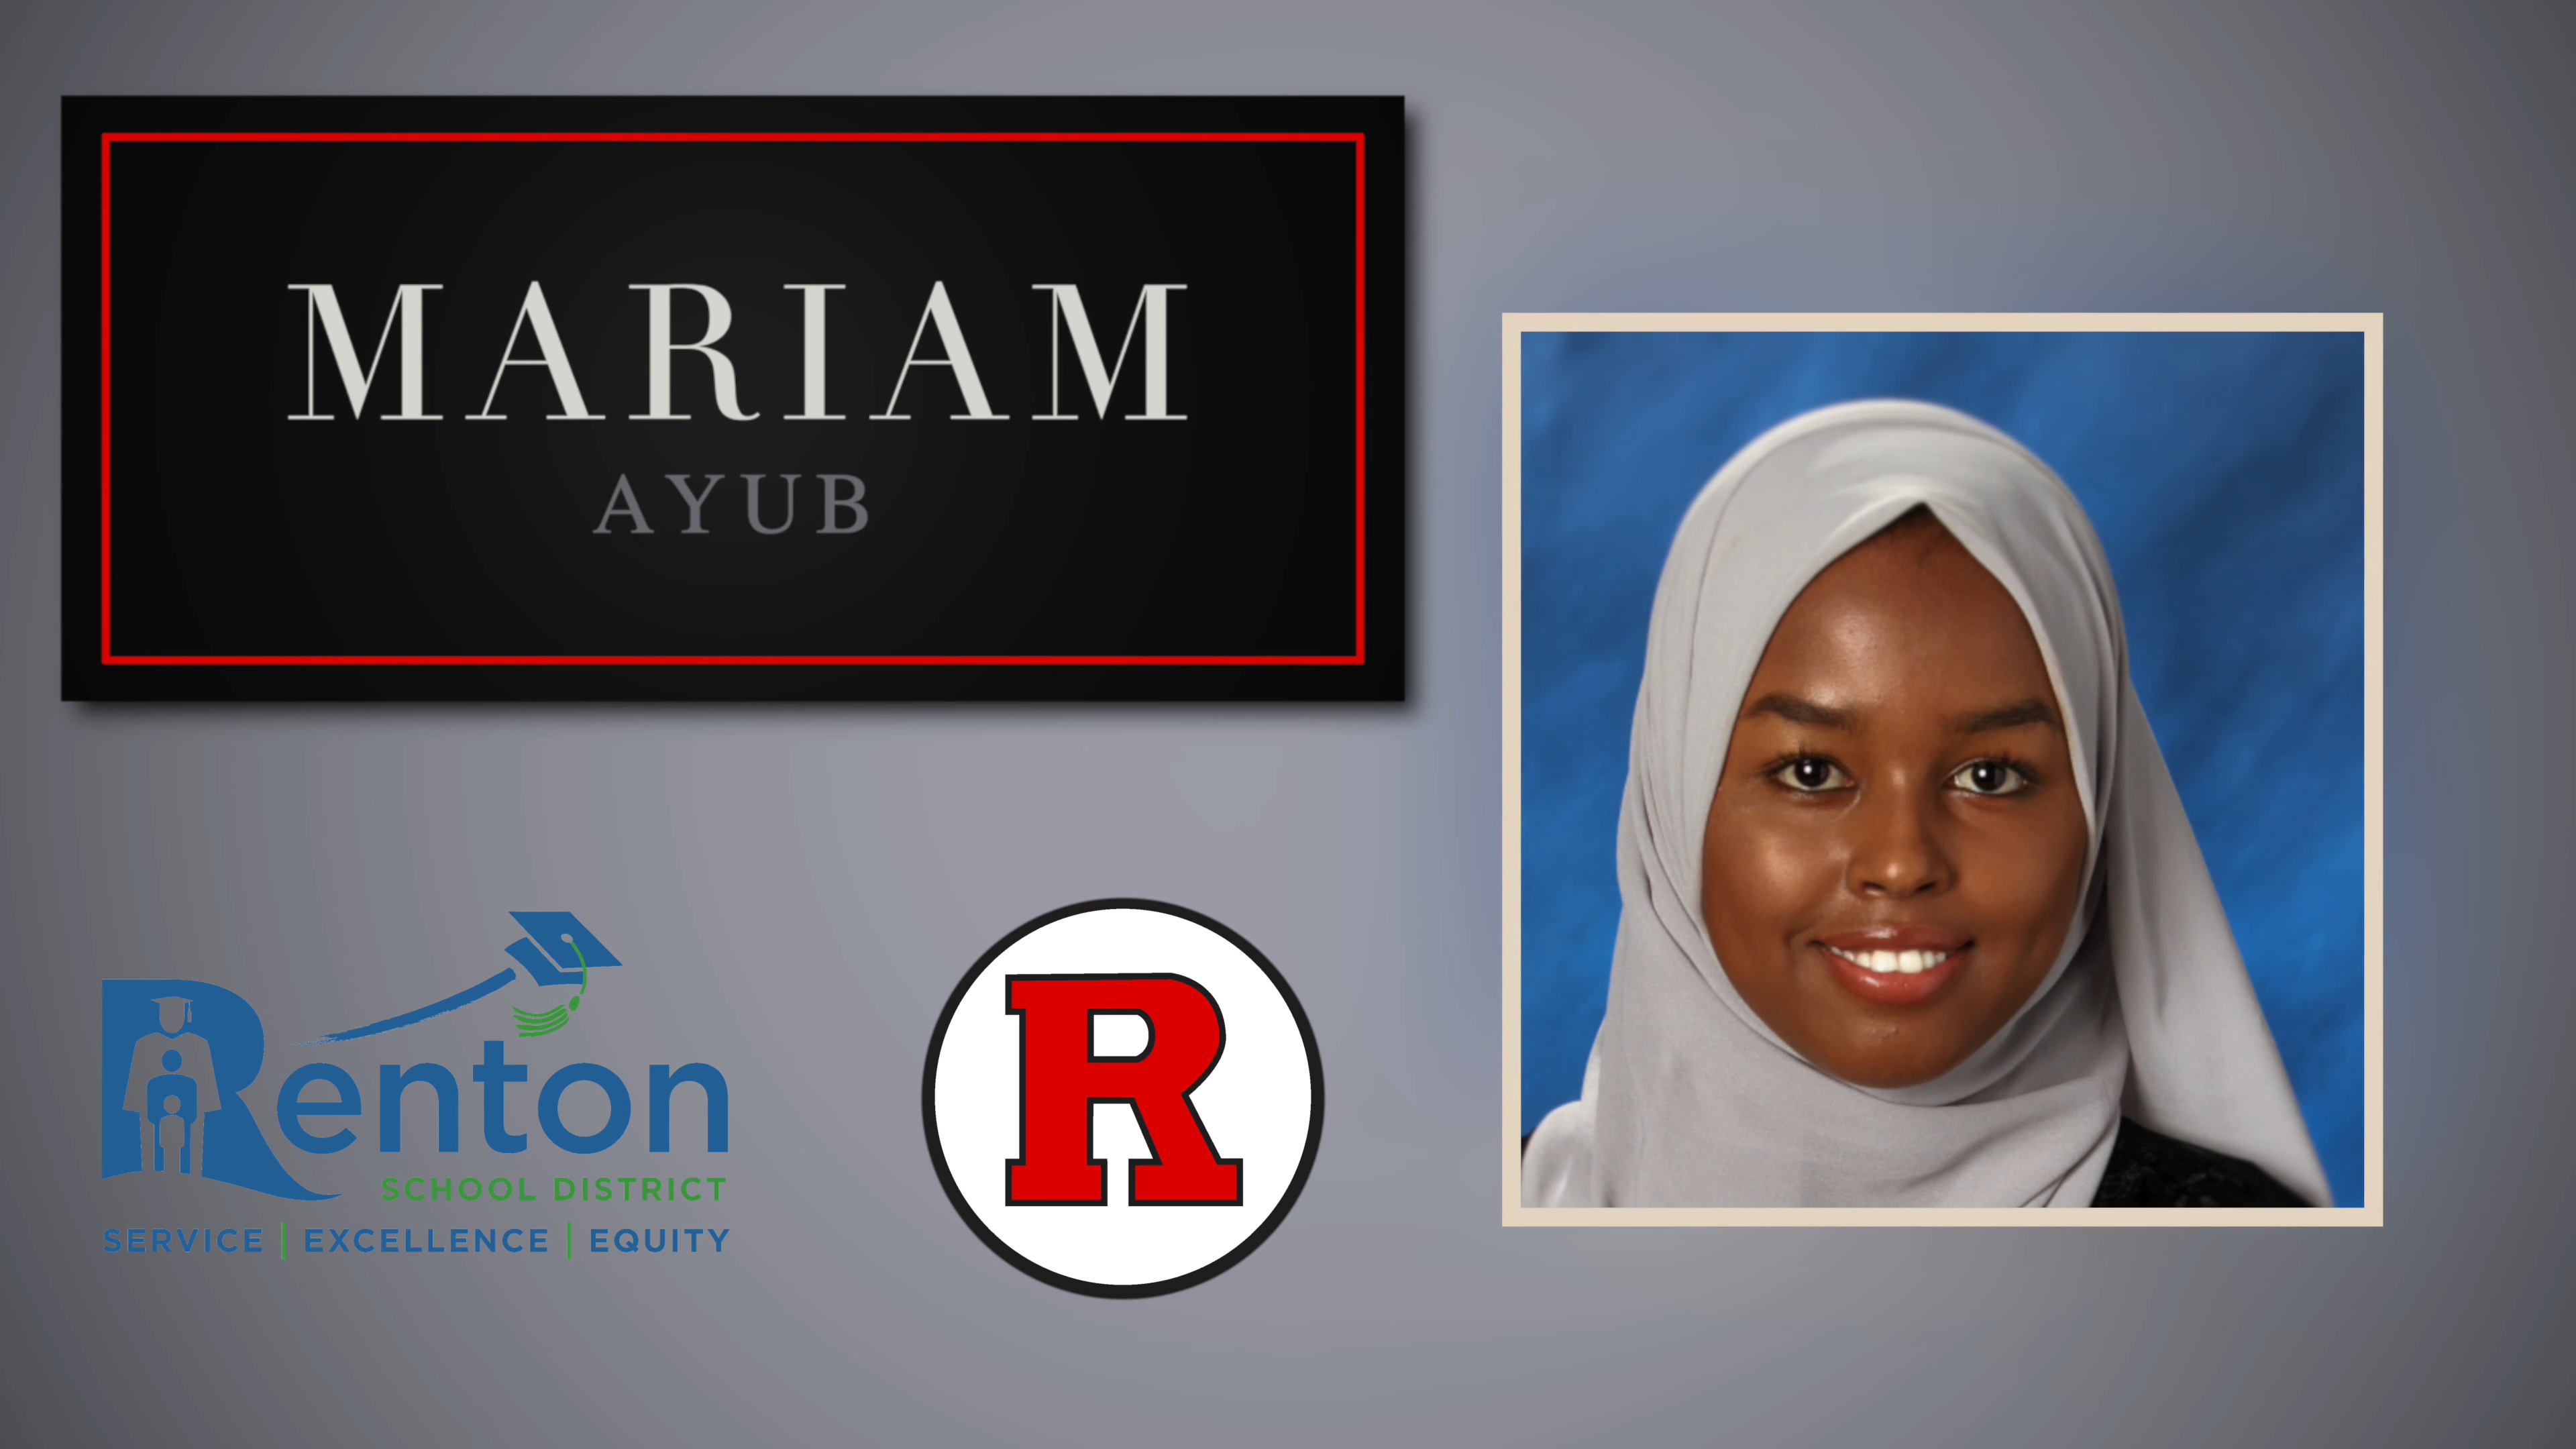 MARIAM
AYUB
Renton
SCHOOL DISTRICT
SERVICE | EXCELLENCE | EQUITY
R